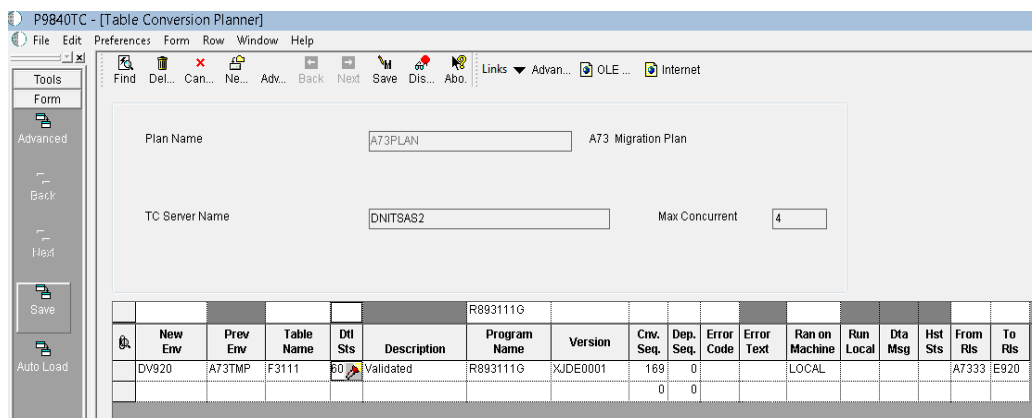 P9840TC - [Table Conversion Planner]
File Edit Preferences Form Row Window Help
Tools
Form
Advanced
Back
Next
Save
Auto Load
Find Del... Can... Ne... Adv... Back Next Save Dis... Abo. Links Advan... OLE ... Internet
Plan Name A73PLAN A73 Migration Plan
TC Server Name DNITSAS2 Max Concurrent 4
R893111G
New Env Prev Env Table Name Dtl Sts Description Program Name Version Cnv. Seq. Dep. Seq. Error Code Error Text Ran on Machine Run Local Dta Msg Hst Sts From Rls To Rls
DV920 A73TMP F3111 60 Validated R893111G XJDE0001 169 0 LOCAL A7333 E920
0 0